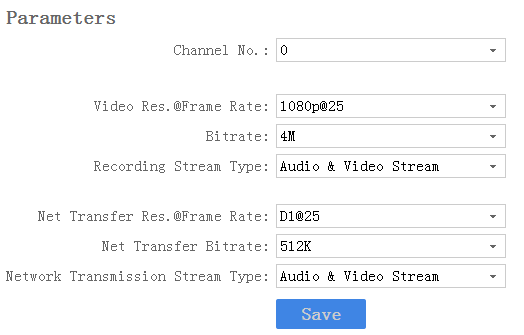 Parameters
Channel No.: 0
Video Res.@Frame Rate: 1080p@25
Bitrate: 4M
Recording Stream Type: Audio & Video Stream
Net Transfer Res.@Frame Rate: D1@25
Net Transfer Bitrate: 512K
Network Transmission Stream Type: Audio & Video Stream
Save